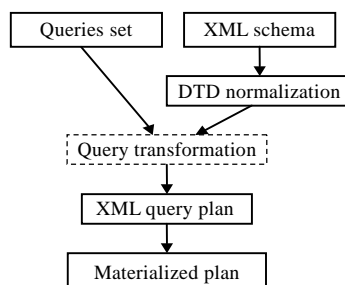 Queries set
XML schema
DTD normalization
Query transformation
XML query plan
Materialized plan